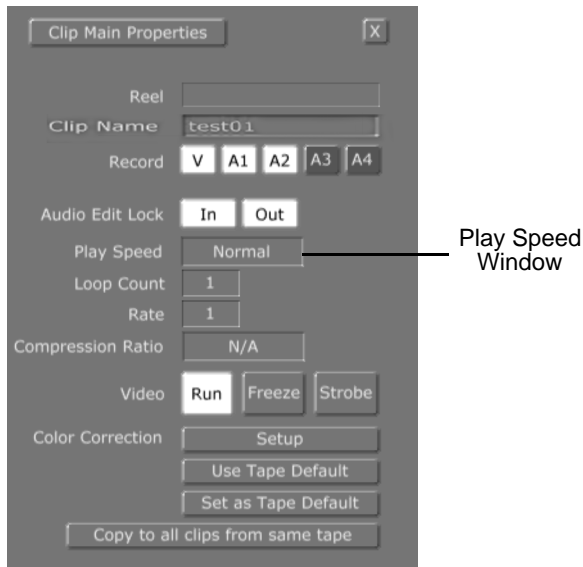 Clip Main Properties X
Reel
Clip Name test01
Record V A1 A2 A3 A4
Audio Edit Lock In Out
Play Speed Normal
Play Speed
Window
Loop Count 1
Rate 1
Compression Ratio N/A
Video Run Freeze Strobe
Color Correction Setup
Use Tape Default
Set as Tape Default
Copy to all clips from same tape